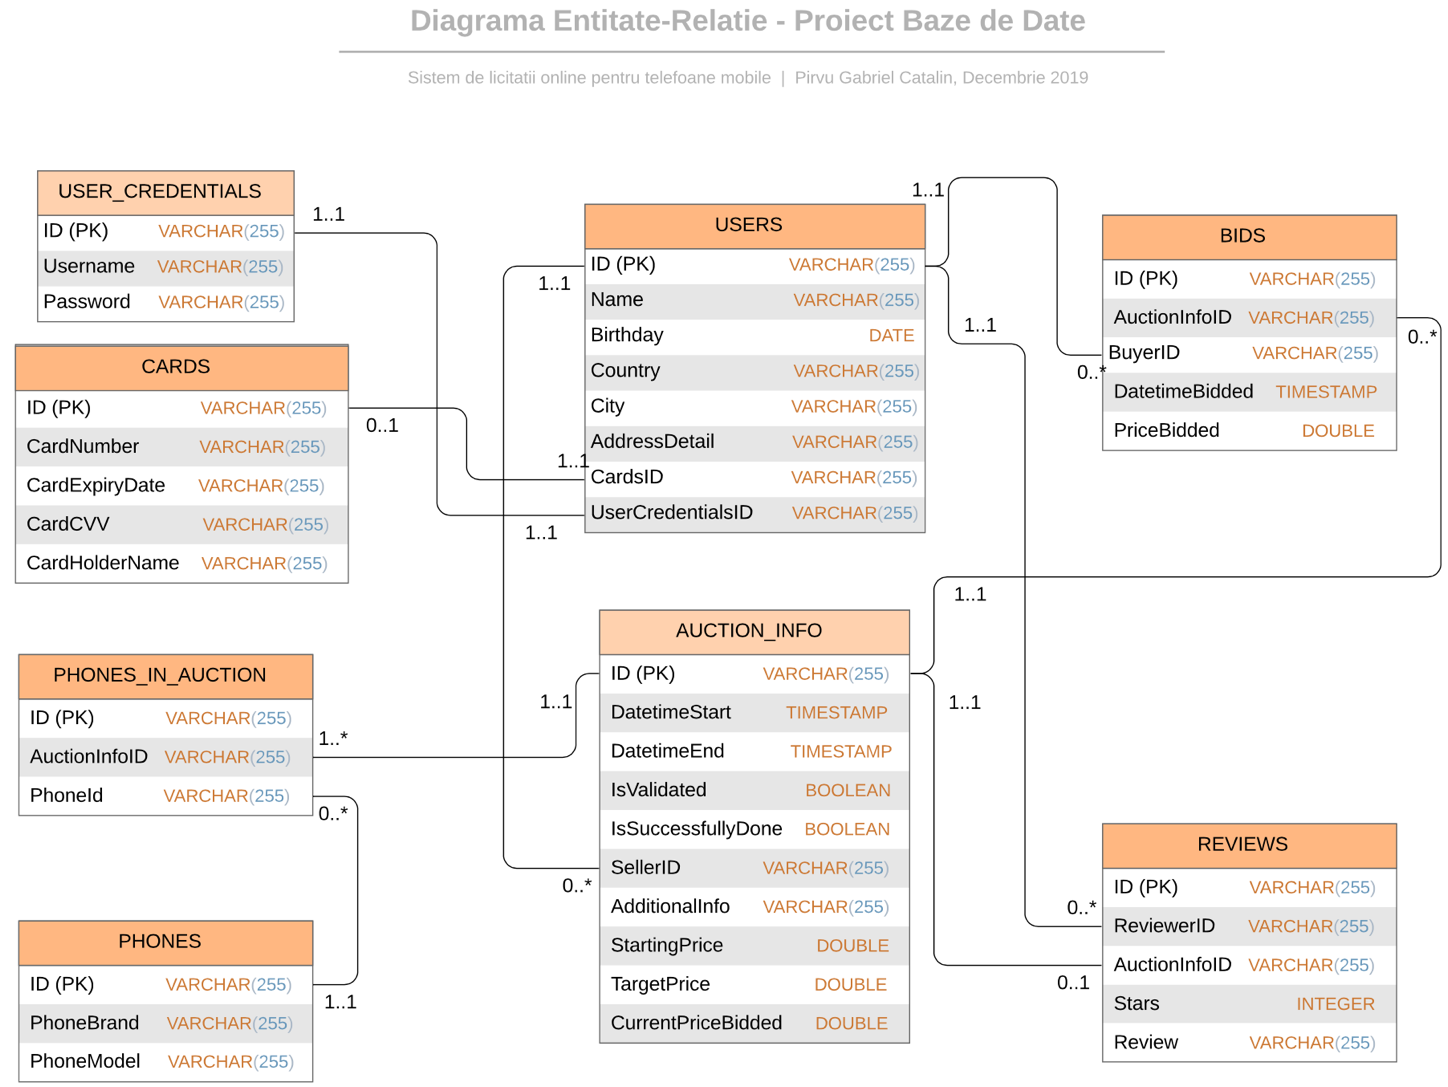 Diagrama Entitate-Relatie - Proiect Baze de Date
Sistem de licitatii online pentru telefoane mobile | Pirvu Gabriel Catalin, Decembrie 2019
USER_CREDENTIALS
ID (PK) VARCHAR(255)
Username VARCHAR(255)
Password VARCHAR(255)
1..1
CARDS
ID (PK) VARCHAR(255)
CardNumber VARCHAR(255)
CardExpiryDate VARCHAR(255)
CardCVV VARCHAR(255)
CardHolderName VARCHAR(255)
0..1
USERS
ID (PK) VARCHAR(255)
Name VARCHAR(255)
Birthday DATE
Country VARCHAR(255)
City VARCHAR(255)
AddressDetail VARCHAR(255)
CardsID VARCHAR(255)
UserCredentialsID VARCHAR(255)
1..1
1..1
1..1
1..1
1..1
BIDS
ID (PK) VARCHAR(255)
AuctionInfoID VARCHAR(255)
BuyerID VARCHAR(255)
DatetimeBidded TIMESTAMP
PriceBidded DOUBLE
0..*
0..*
PHONES_IN_AUCTION
ID (PK) VARCHAR(255)
AuctionInfoID VARCHAR(255)
PhoneId VARCHAR(255)
1..*
0..*
PHONES
ID (PK) VARCHAR(255)
PhoneBrand VARCHAR(255)
PhoneModel VARCHAR(255)
1..1
AUCTION_INFO
ID (PK) VARCHAR(255)
DatetimeStart TIMESTAMP
DatetimeEnd TIMESTAMP
IsValidated BOOLEAN
IsSuccessfullyDone BOOLEAN
SellerID VARCHAR(255)
AdditionalInfo VARCHAR(255)
StartingPrice DOUBLE
TargetPrice DOUBLE
CurrentPriceBidded DOUBLE
1..1
1..1
1..1
0..*
REVIEWS
ID (PK) VARCHAR(255)
ReviewerID VARCHAR(255)
AuctionInfoID VARCHAR(255)
Stars INTEGER
Review VARCHAR(255)
0..*
0..1